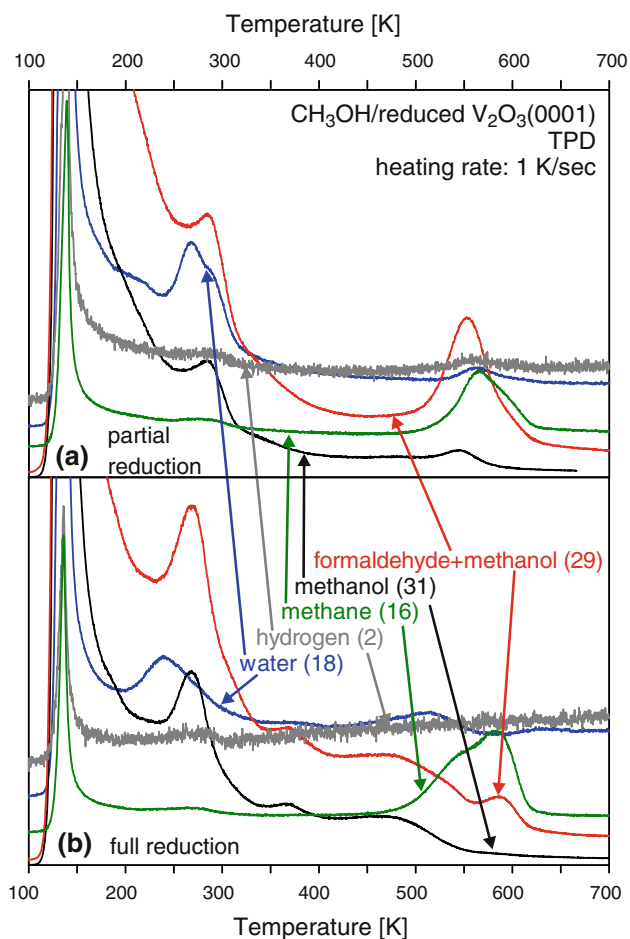 Temperature [K]
100 200 300 400 500 600 700
CH₃OH/reduced V₂O₃(0001)
TPD
heating rate: 1 K/sec
(a) partial
reduction
formaldehyde+methanol (29)
methanol (31)
methane (16)
hydrogen (2)
water (18)
(b) full reduction
100 200 300 400 500 600 700
Temperature [K]